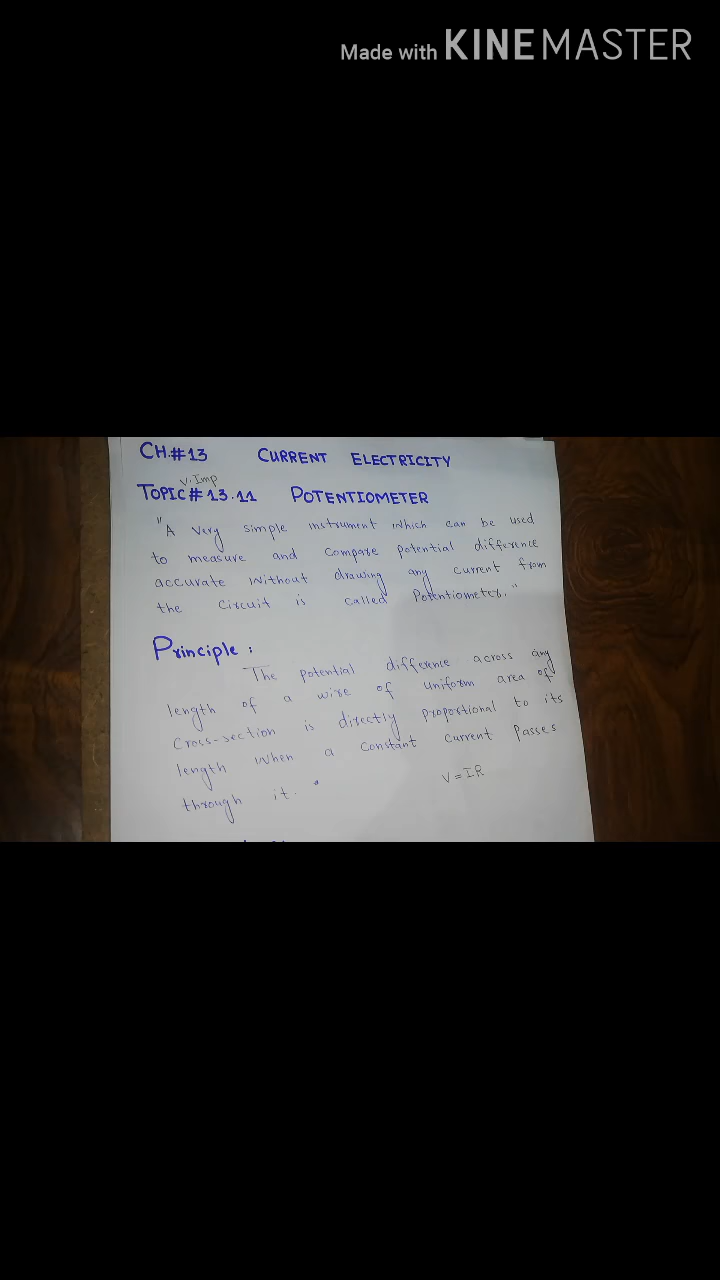 Made with KINEMASTER
CH.#13 CURRENT ELECTRICITY
V.Imp
TOPIC#13.11 POTENTIOMETER
"A Very simple instrument which can be used
to measure and compare potential difference
accurate without drawing any current from
the circuit is called Potentiometer."
Principle:
The potential difference across any
length of a wire of uniform area of
cross-section is directly proportional to its
length when a constant current Passes
through it.
V=IR